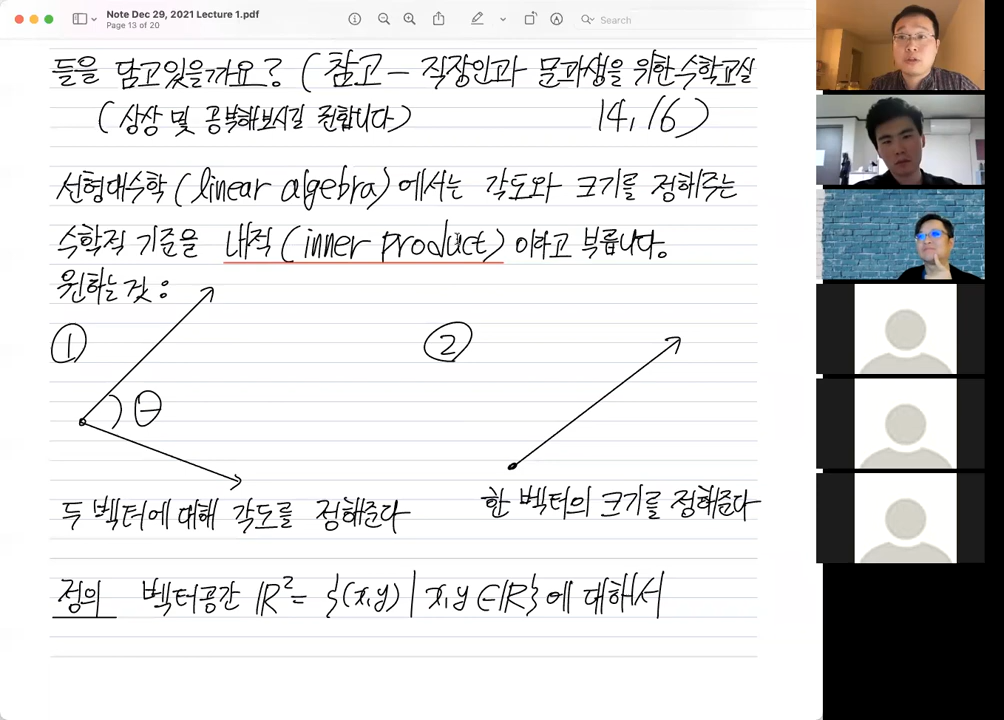 Note Dec 29, 2021 Lecture 1.pdf
Page 13 of 20
Search
들을 담고있을까요? (참고 - 직장인과 문과생을 위한 수학교실
(상상 및 공부해보시길 권합니다) 14, 16)
선형대수학(linear algebra)에서는 각도와 크기를 정해주는
수학적 기준을 내적(inner product)이라고 부릅니다.
원하는 것:
① ②
θ
두 벡터에 대해 각도를 정해준다 한 벡터의 크기를 정해준다
정의 벡터공간 ℝ² = {(x,y) | x,y ∈ ℝ}에 대해서